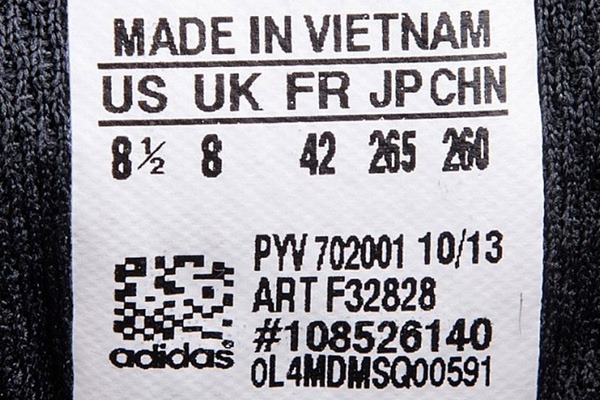 MADE IN VIETNAM
US UK FR JP CHN
8½ 8 42 265 260
PYV 702001 10/13
ART F32828
#108526140
adidas
0L4MDMSQ00591